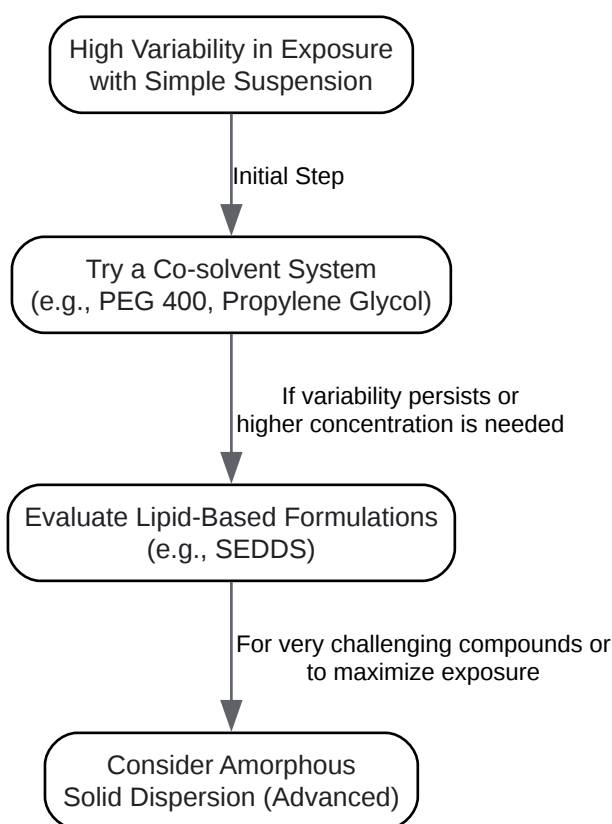 High Variability in Exposure
with Simple Suspension
Initial Step
Try a Co-solvent System
(e.g., PEG 400, Propylene Glycol)
If variability persists or
higher concentration is needed
Evaluate Lipid-Based Formulations
(e.g., SEDDS)
For very challenging compounds or
to maximize exposure
Consider Amorphous
Solid Dispersion (Advanced)